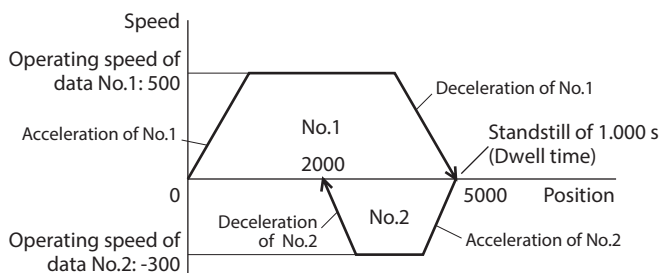 Speed
Operating speed of
data No.1: 500
Deceleration of No.1
Acceleration of No.1
No.1
Standstill of 1.000 s
(Dwell time)
2000
0
5000
Position
Deceleration
of No.2
No.2
Acceleration of No.2
Operating speed of
data No.2: -300